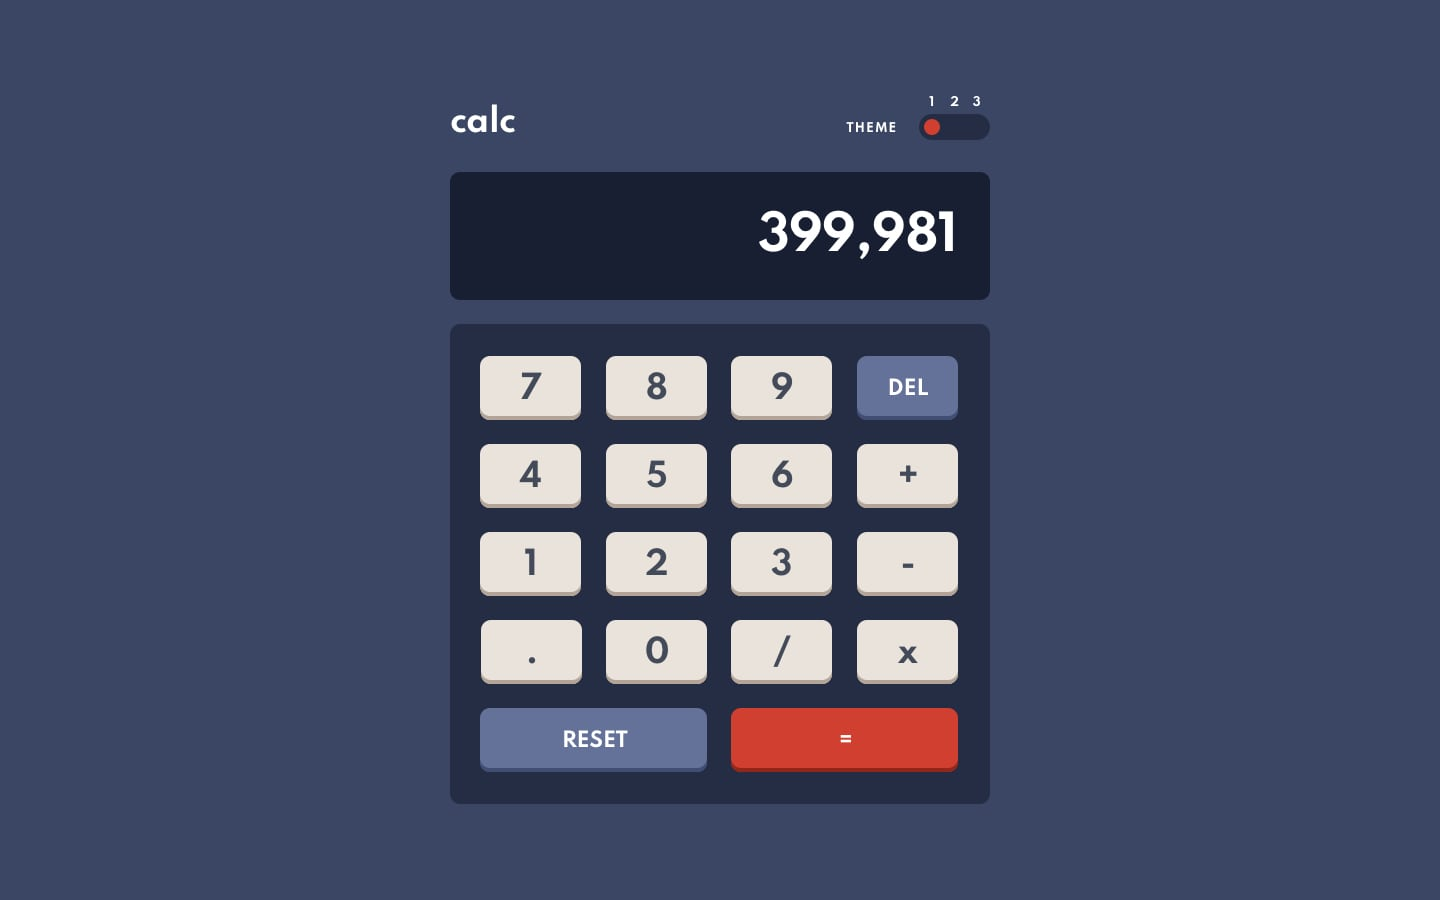 calc
1 2 3
THEME
399,981
7 8 9 DEL
4 5 6 +
1 2 3 -
. 0 / x
RESET =